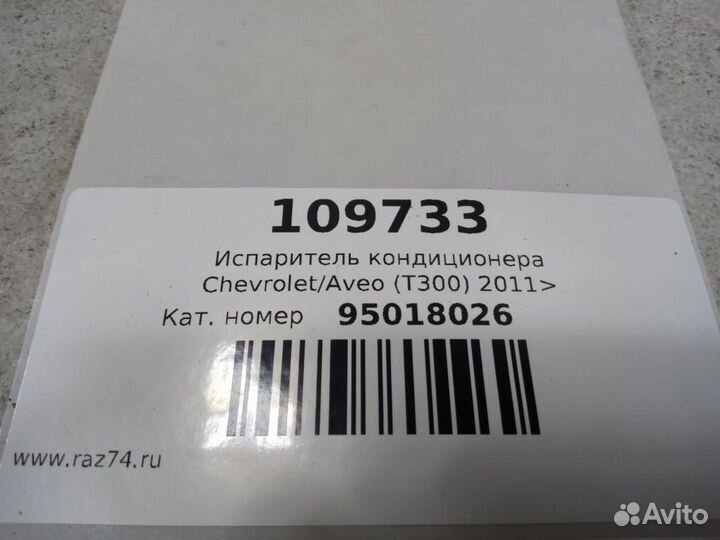 109733
Испаритель кондиционера
Chevrolet/Aveo (T300) 2011>
Кат. номер 95018026
www.raz74.ru
Avito